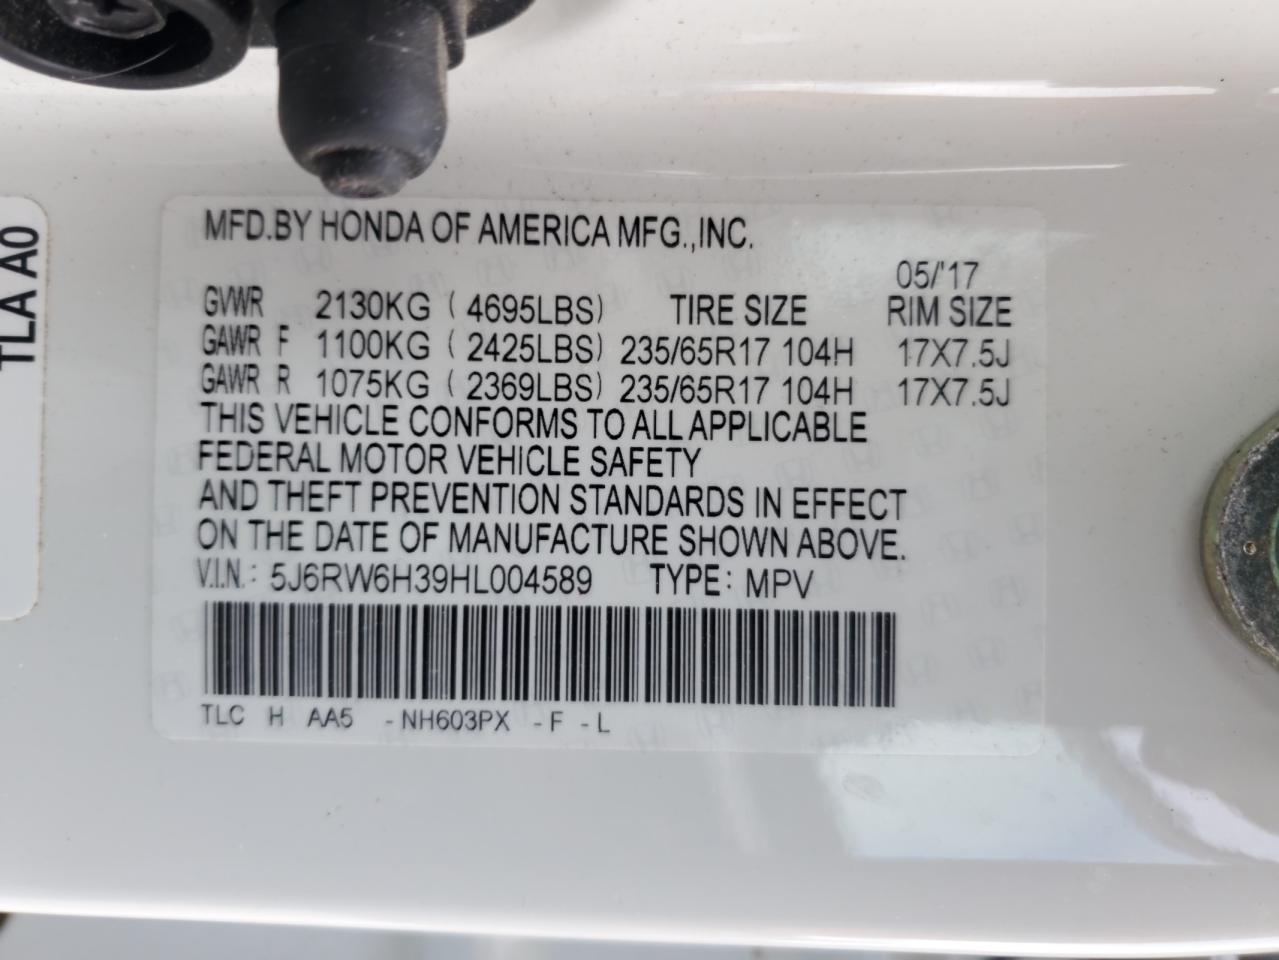 TLA A0
MFD.BY HONDA OF AMERICA MFG.,INC.
05/'17
GVWR 2130KG ( 4695LBS) TIRE SIZE RIM SIZE
GAWR F 1100KG ( 2425LBS) 235/65R17 104H 17X7.5J
GAWR R 1075KG ( 2369LBS) 235/65R17 104H 17X7.5J
THIS VEHICLE CONFORMS TO ALL APPLICABLE
FEDERAL MOTOR VEHICLE SAFETY
AND THEFT PREVENTION STANDARDS IN EFFECT
ON THE DATE OF MANUFACTURE SHOWN ABOVE.
V.I.N.: 5J6RW6H39HL004589 TYPE: MPV
TLC H AA5 -NH603PX -F -L